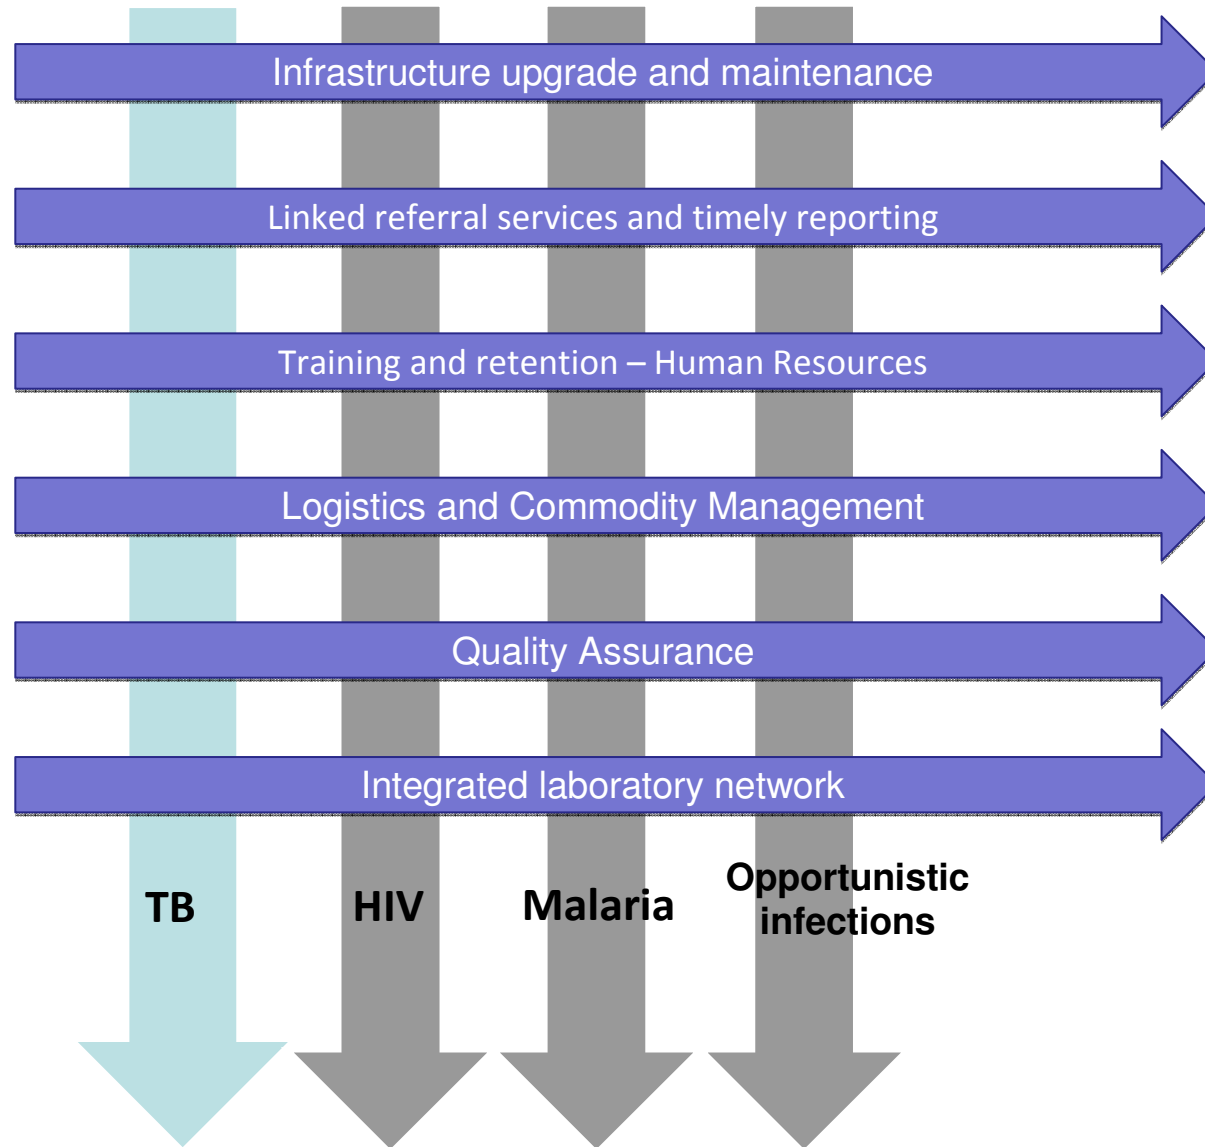 Infrastructure upgrade and maintenance
Linked referral services and timely reporting
Training and retention – Human Resources
Logistics and Commodity Management
Quality Assurance
Integrated laboratory network
TB
HIV
Malaria
Opportunistic
infections